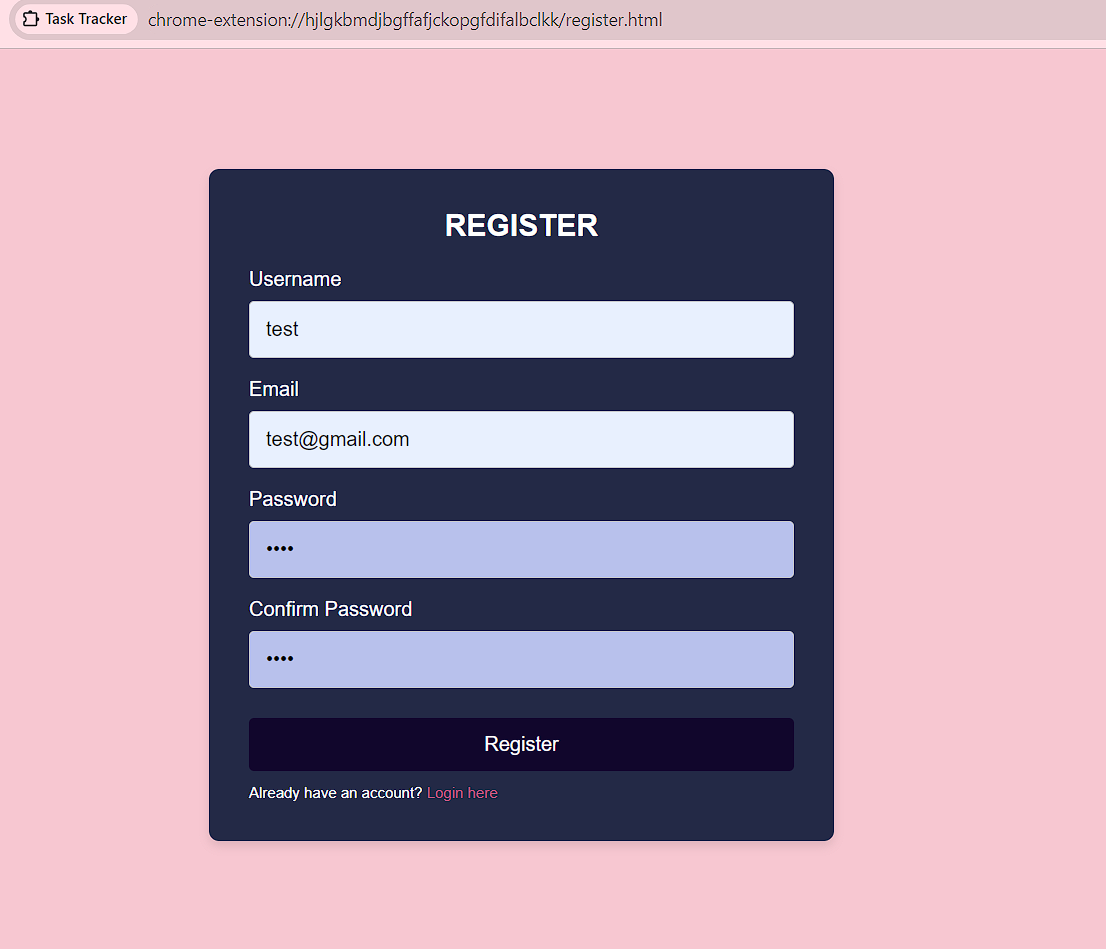 Task Tracker chrome-extension://hjlgkbmdjbgffafjckopgfdifalbclkk/register.html
REGISTER
Username
test
Email
test@gmail.com
Password
••••
Confirm Password
••••
Register
Already have an account? Login here